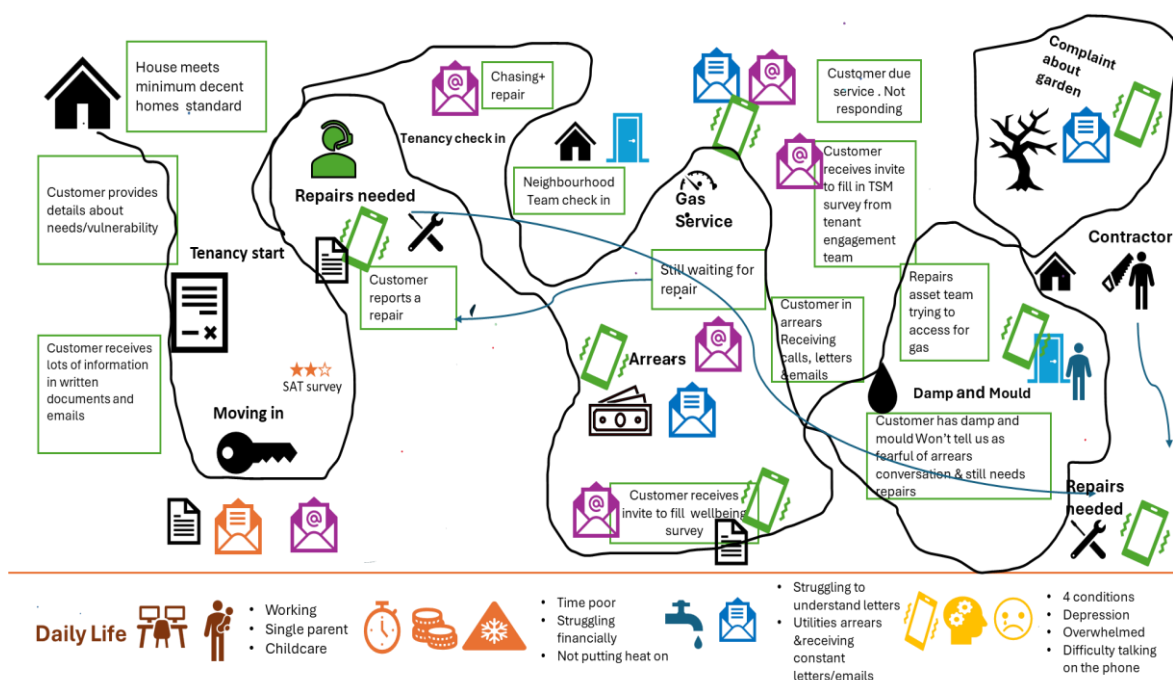 House meets
minimum decent
homes standard
Chasing+
repair
Tenancy check in
Customer due
service . Not
responding
Complaint
about
garden
Customer provides
details about
needs/vulnerability
Repairs needed
Neighbourhood
Team check in
Gas
Service
Customer
receives invite
to fill in TSM
survey from
tenant
engagement
team
Contractor
Tenancy start
Customer
reports a
repair
Still waiting for
repair
Repairs
asset team
trying to
access for
gas
Customer in
arrears
Receiving
calls, letters
&emails
Customer receives
lots of information
in written
documents and
emails
SAT survey
Arrears
Moving in
Damp and Mould
Customer has damp and
mould Won't tell us as
fearful of arrears
conversation & still needs
repairs
Customer receives
invite to fill wellbeing
survey
Repairs
needed
Daily Life
• Working
• Single parent
• Childcare
• Time poor
• Struggling
financially
• Not putting heat on
• Struggling to
understand letters
• Utilities arrears
&receiving
constant
letters/emails
• 4 conditions
• Depression
• Overwhelmed
• Difficulty talking
on the phone